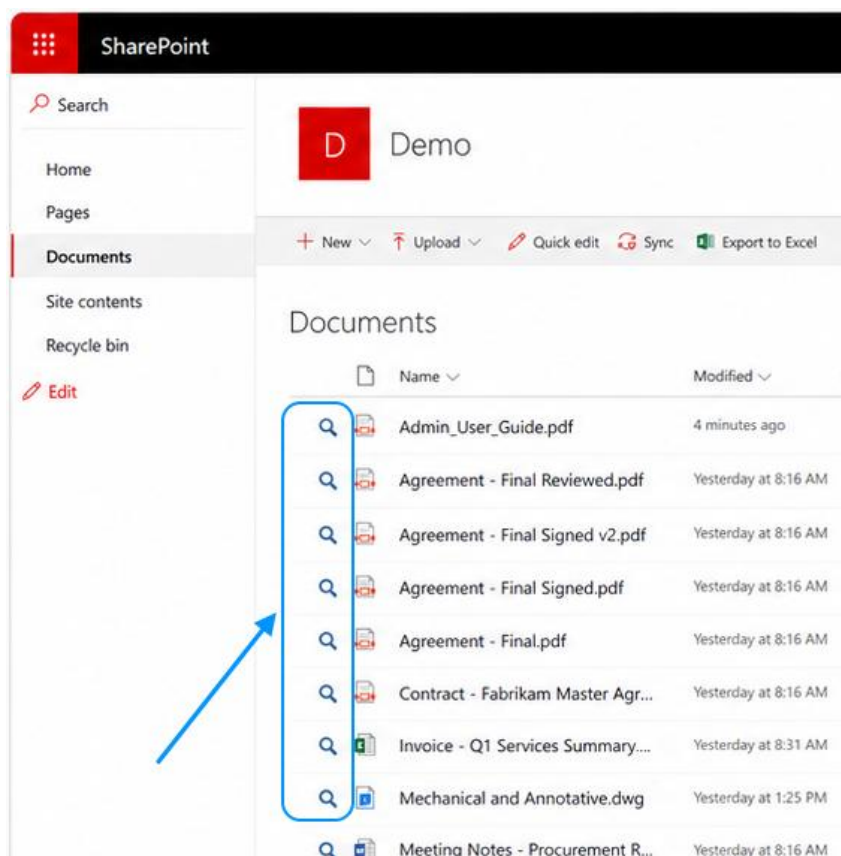 SharePoint
Search
Home
Pages
Documents
Site contents
Recycle bin
Edit
D Demo
New Upload Quick edit Sync Export to Excel
Documents
Name Modified
Admin_User_Guide.pdf 4 minutes ago
Agreement - Final Reviewed.pdf Yesterday at 8:16 AM
Agreement - Final Signed v2.pdf Yesterday at 8:16 AM
Agreement - Final Signed.pdf Yesterday at 8:16 AM
Agreement - Final.pdf Yesterday at 8:16 AM
Contract - Fabrikam Master Agr... Yesterday at 8:16 AM
Invoice - Q1 Services Summary.... Yesterday at 8:31 AM
Mechanical and Annotative.dwg Yesterday at 1:25 PM
Meeting Notes - Procurement R... Yesterday at 8:16 AM